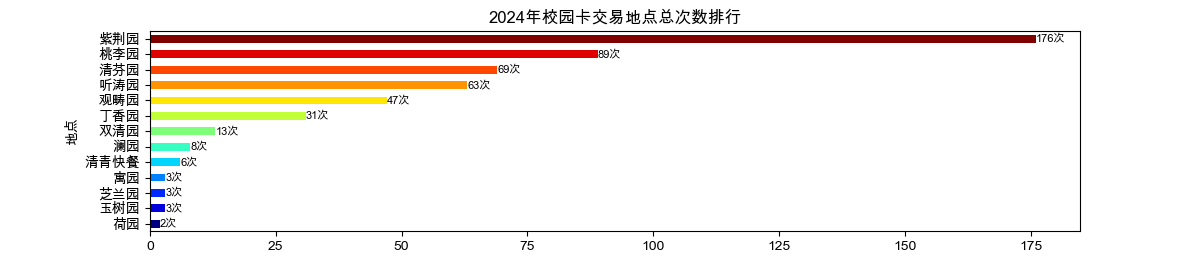 2024年校园卡交易地点总次数排行
地点
紫荆园 176次
桃李园 89次
清芬园 69次
听涛园 63次
观畴园 47次
丁香园 31次
双清园 13次
澜园 8次
清青快餐 6次
寓园 3次
芝兰园 3次
玉树园 3次
荷园 2次
0 25 50 75 100 125 150 175